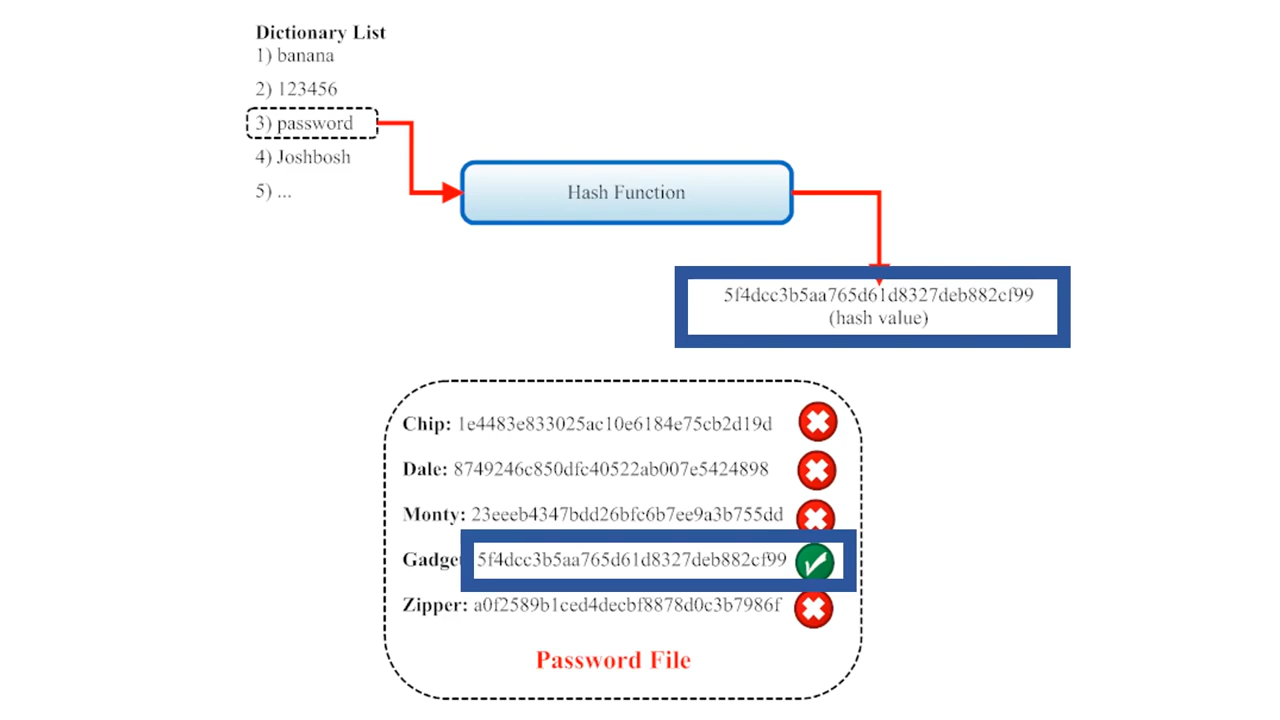 Dictionary List
1) banana
2) 123456
3) password
4) Joshbosh
5) ...
Hash Function
5f4dcc3b5aa765d61d8327deb882cf99
(hash value)
Chip: 1e4483e833025ac10e6184e75cb2d19d
Dale: 8749246c850dfc40522ab007e5424898
Monty: 23eeeb4347bdd26bfc6b7ee9a3b755dd
Gadge 5f4dcc3b5aa765d61d8327deb882cf99
Zipper: a0f2589b1ced4decbf8878d0c3b7986f
Password File